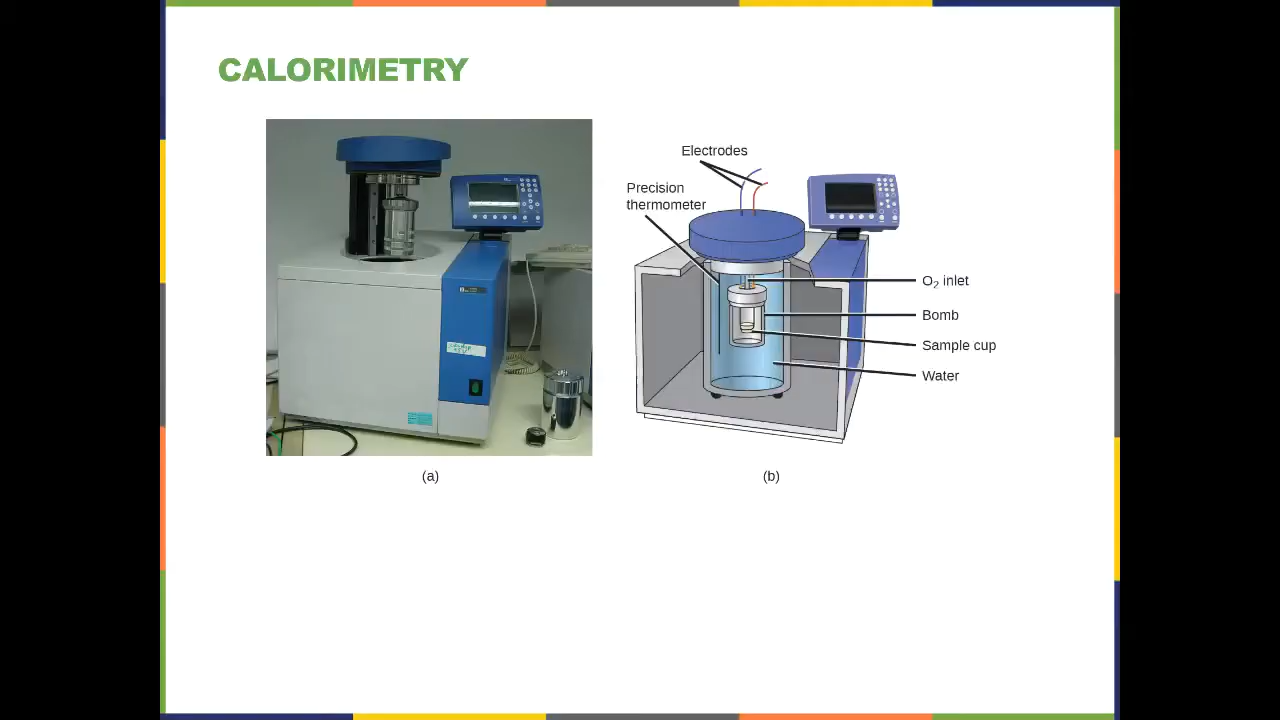 CALORIMETRY
Electrodes
Precision
thermometer
O₂ inlet
Bomb
Sample cup
Water
(a)
(b)